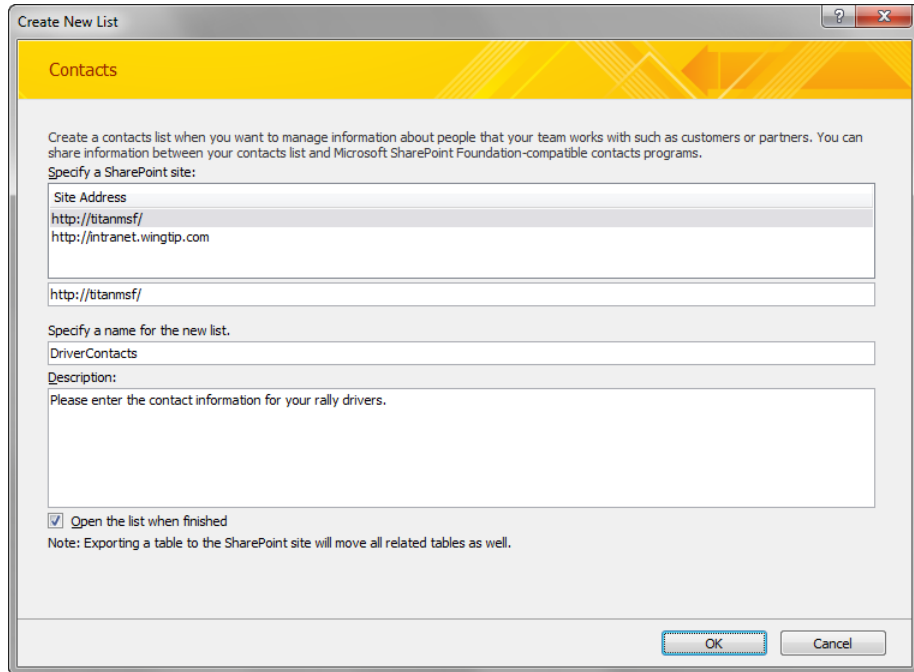 Create New List
?
Contacts
Create a contacts list when you want to manage information about people that your team works with such as customers or partners. You can
share information between your contacts list and Microsoft SharePoint Foundation-compatible contacts programs.
Specify a SharePoint site:
Site Address
http://titanmsf/
http://intranet.wingtip.com
http://titanmsf/
Specify a name for the new list.
DriverContacts
Description:
Please enter the contact information for your rally drivers.
Open the list when finished
Note: Exporting a table to the SharePoint site will move all related tables as well.
OK Cancel